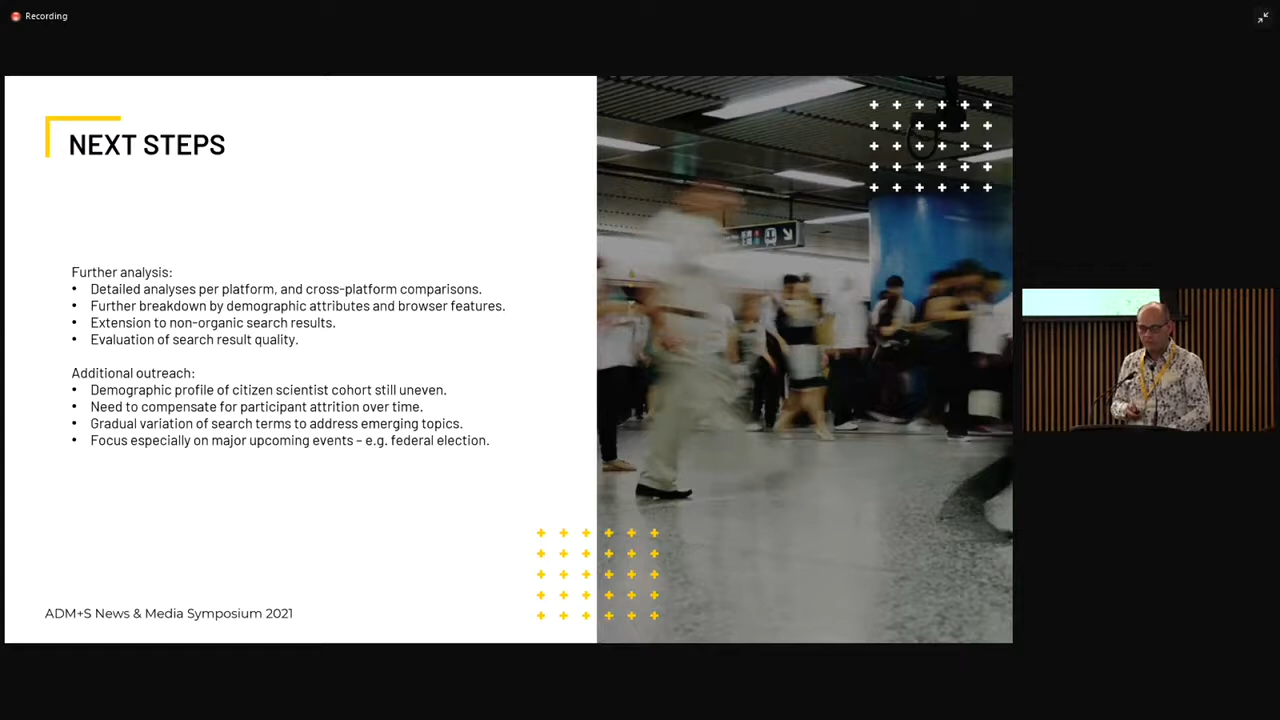 Recording
NEXT STEPS
Further analysis:
• Detailed analyses per platform, and cross-platform comparisons.
• Further breakdown by demographic attributes and browser features.
• Extension to non-organic search results.
• Evaluation of search result quality.
Additional outreach:
• Demographic profile of citizen scientist cohort still uneven.
• Need to compensate for participant attrition over time.
• Gradual variation of search terms to address emerging topics.
• Focus especially on major upcoming events – e.g. federal election.
ADM+S News & Media Symposium 2021